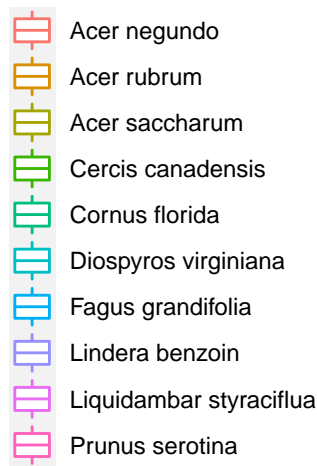 Acer negundo
Acer rubrum
Acer saccharum
Cercis canadensis
Cornus florida
Diospyros virginiana
Fagus grandifolia
Lindera benzoin
Liquidambar styraciflua
Prunus serotina